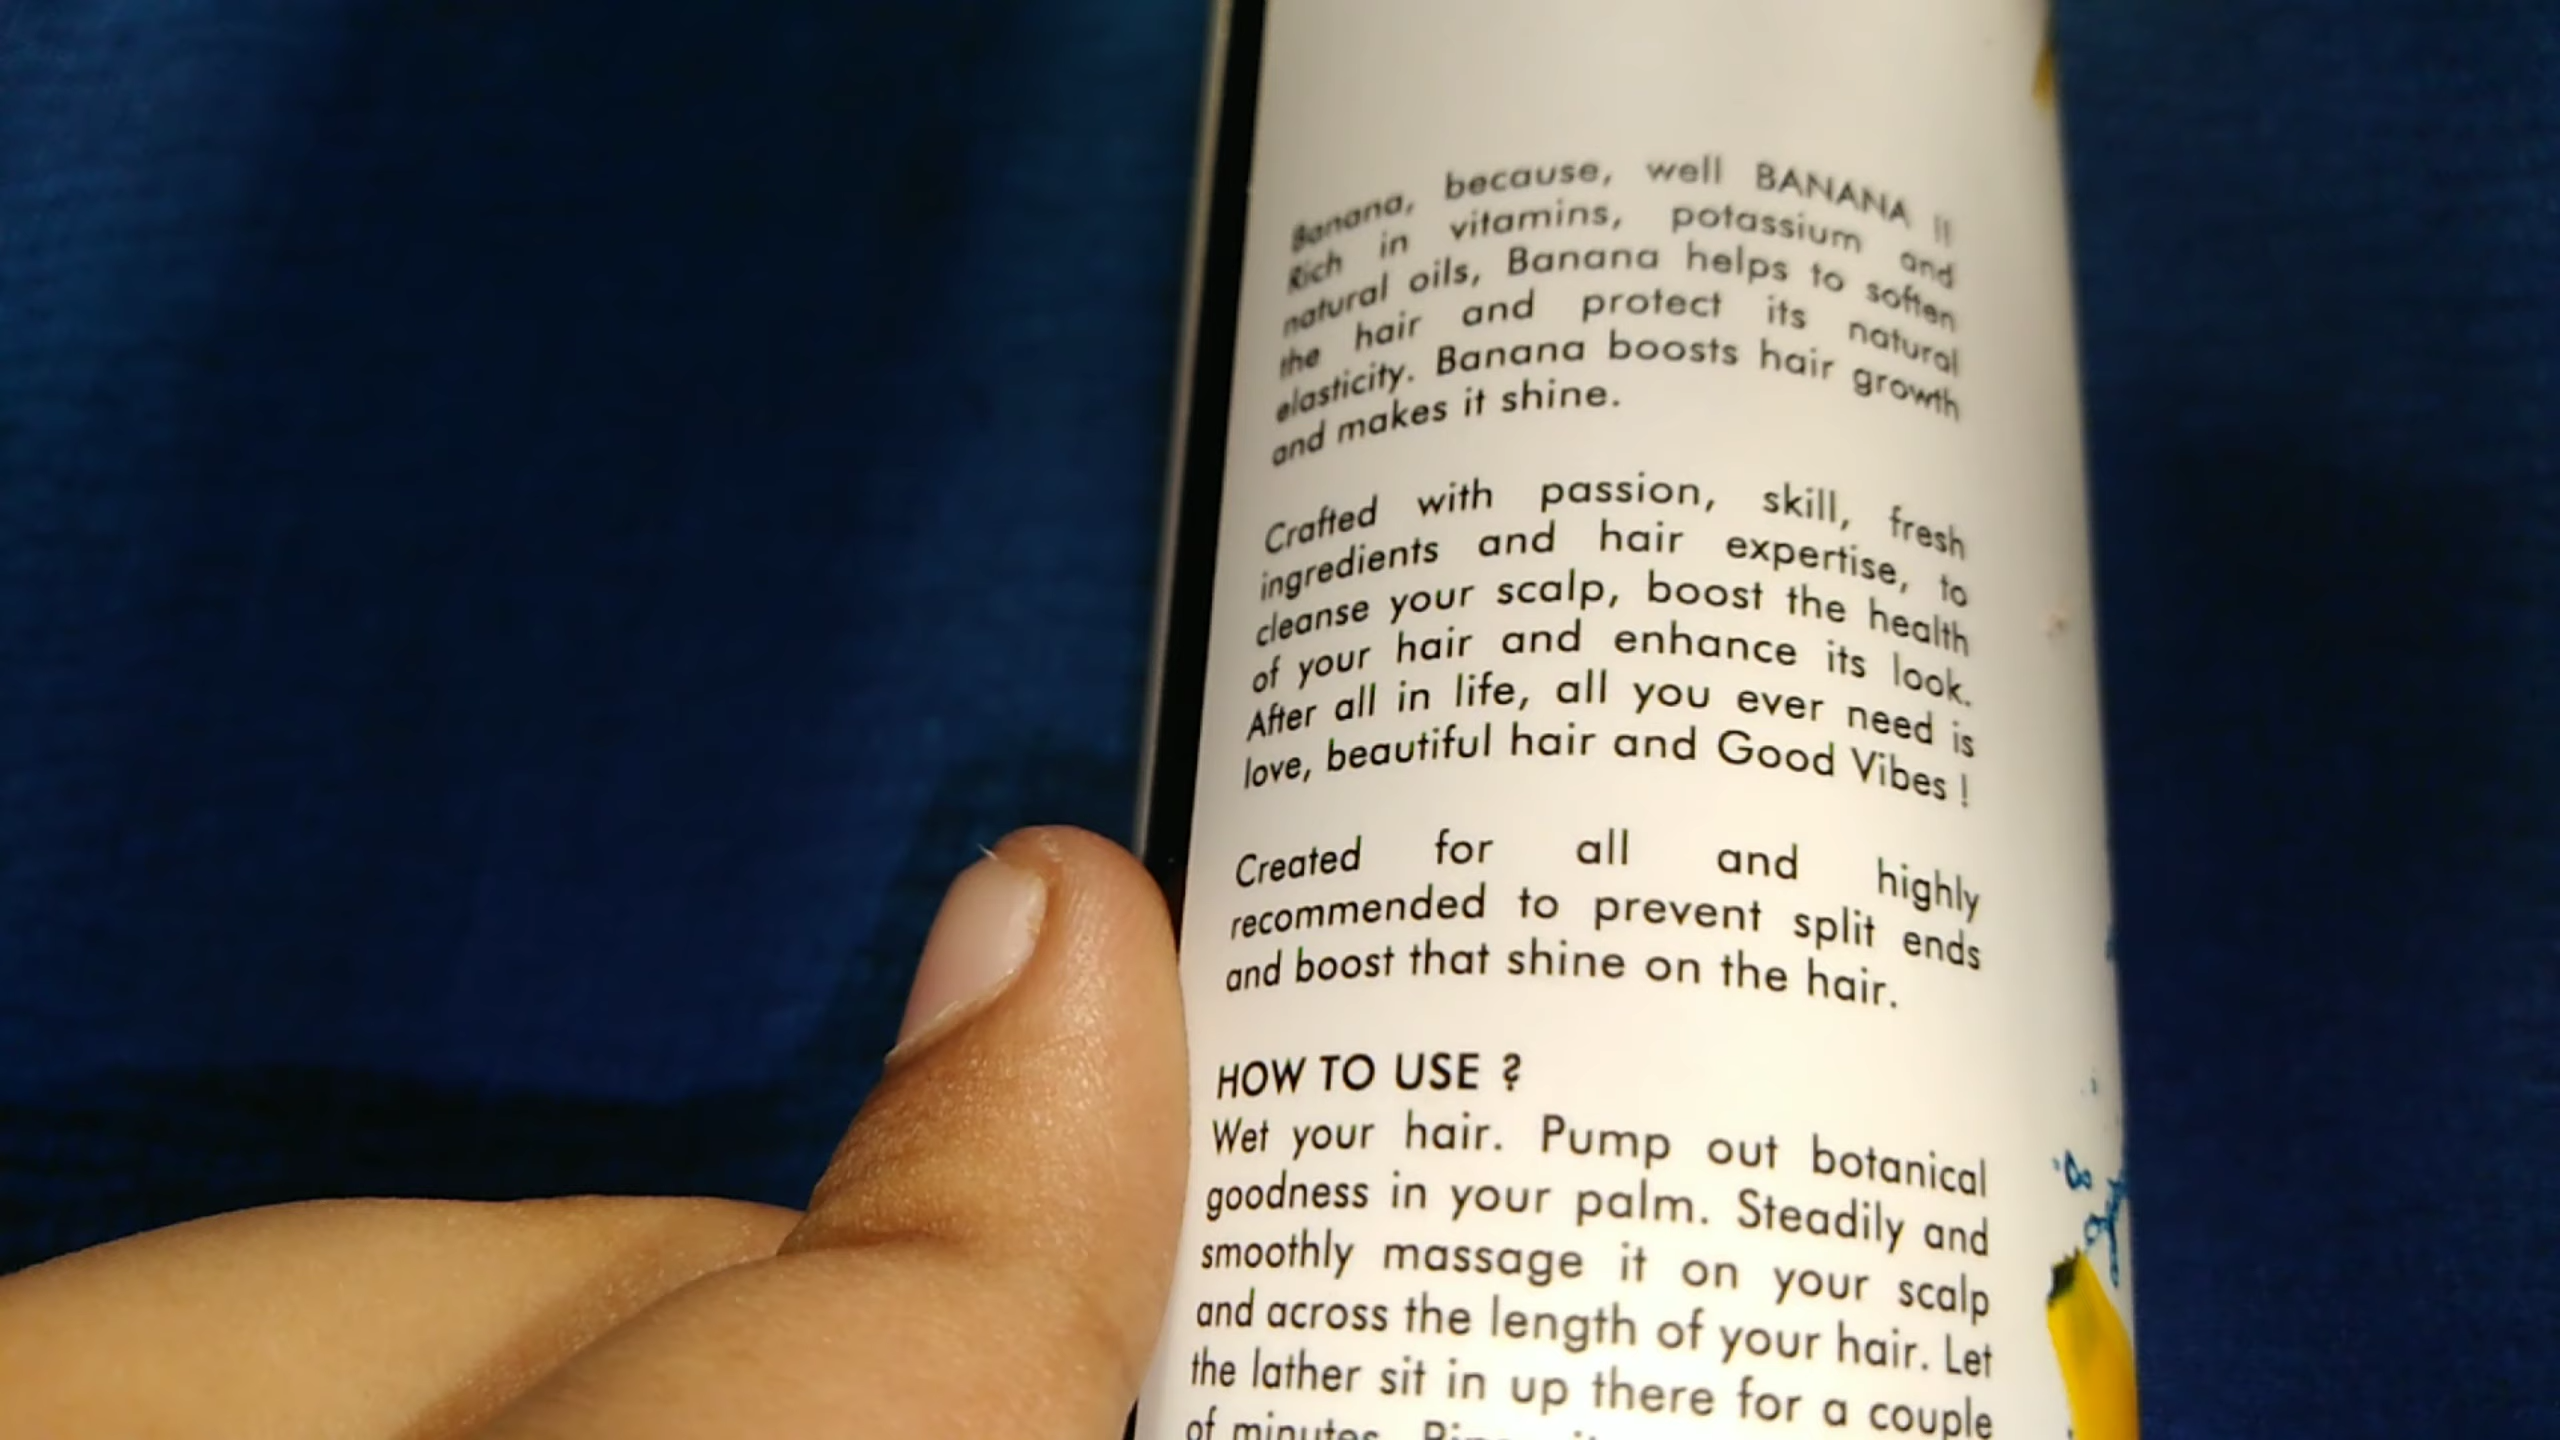 Banana, because, well BANANA !!
Rich in vitamins, potassium and
natural oils, Banana helps to soften
the hair and protect its natural
elasticity. Banana boosts hair growth
and makes it shine.
Crafted with passion, skill, fresh
ingredients and hair expertise, to
cleanse your scalp, boost the health
of your hair and enhance its look.
After all in life, all you ever need is
love, beautiful hair and Good Vibes !
Created for all and highly
recommended to prevent split ends
and boost that shine on the hair.
HOW TO USE ?
Wet your hair. Pump out botanical
goodness in your palm. Steadily and
smoothly massage it on your scalp
and across the length of your hair. Let
the lather sit in up there for a couple
of minutes.